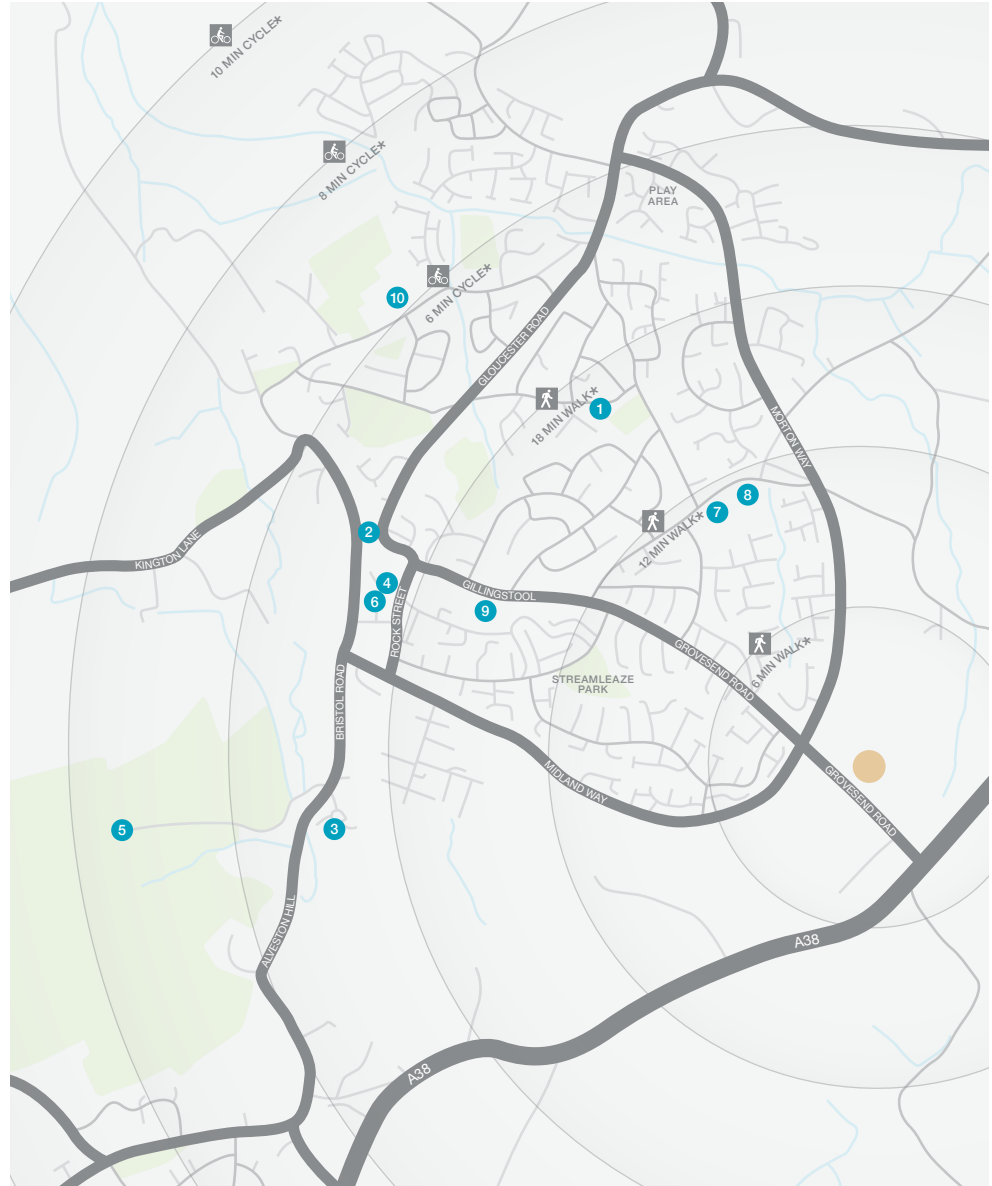 10 MIN CYCLE*
8 MIN CYCLE*
PLAY
AREA
6 MIN CYCLE*
10
GLOUCESTER ROAD
18 MIN WALK*
1
MORTON WAY
8
7
12 MIN WALK*
2
KINGTON LANE
4
GILLINGSTOOL
6
9
ROCK STREET
6 MIN WALK*
GROVESEND ROAD
STREAMLEAZE
PARK
BRISTOL ROAD
MIDLAND WAY
GROVESEND ROAD
5
3
ALVESTON HILL
A38
A38